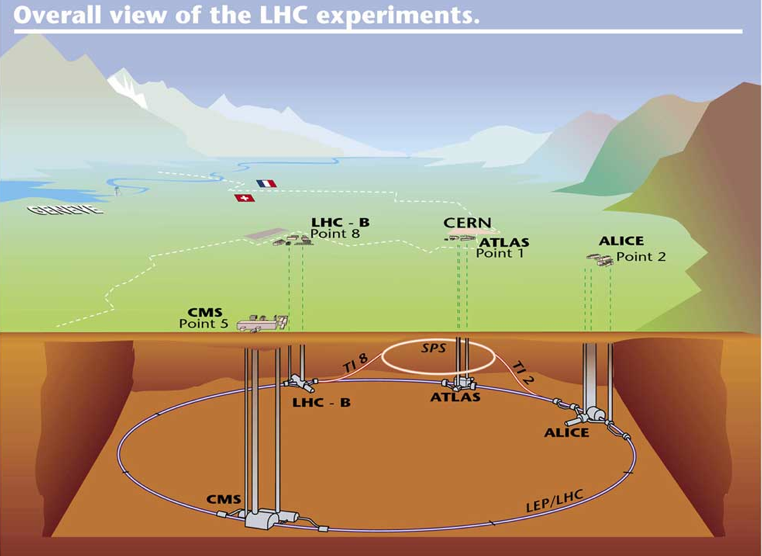 Overall view of the LHC experiments.
GENEVE
LHC - B
Point 8
CERN
ATLAS
Point 1
ALICE
Point 2
CMS
Point 5
SPS
TI 8
TI 2
LHC - B
ATLAS
ALICE
CMS
LEP/LHC